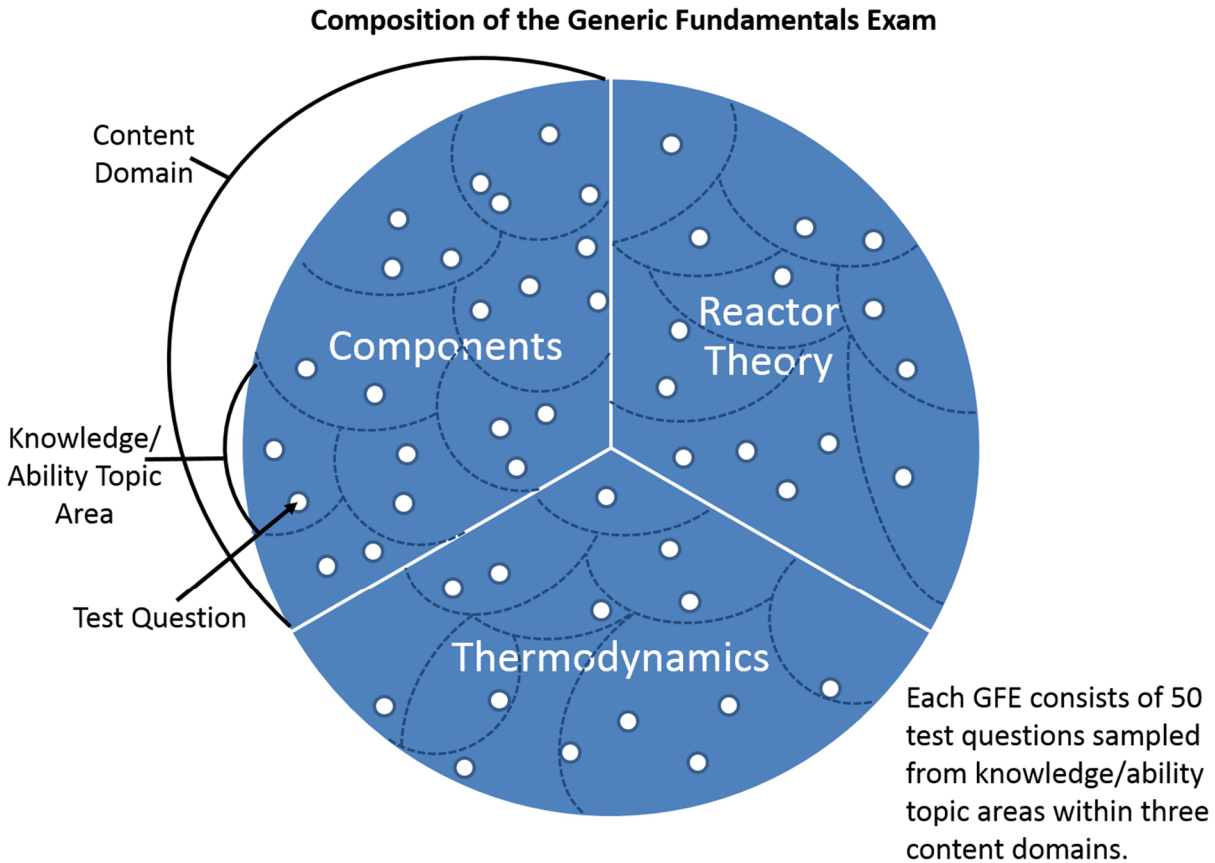 Composition of the Generic Fundamentals Exam
Content
Domain
Components
Reactor
Theory
Knowledge/
Ability Topic
Area
Test Question
Thermodynamics
Each GFE consists of 50
test questions sampled
from knowledge/ability
topic areas within three
content domains.